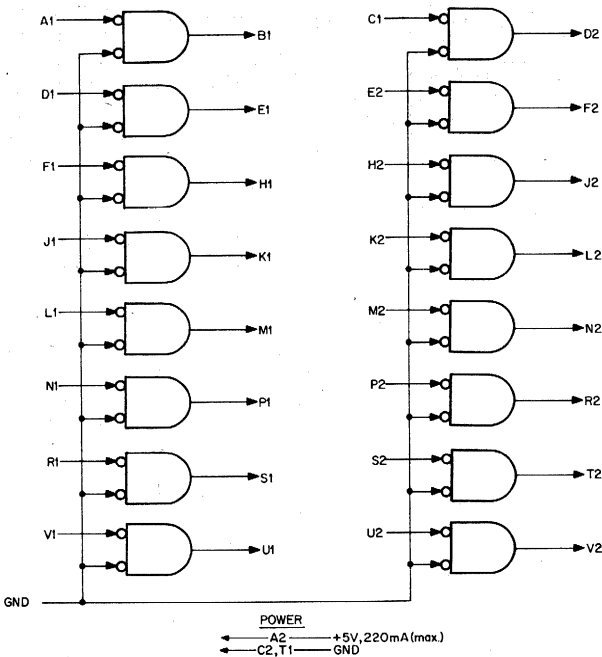 A1 B1 C1 D2
D1 E1 E2 F2
F1 H1 H2 J2
J1 K1 K2 L2
L1 M1 M2 N2
N1 P1 P2 R2
R1 S1 S2 T2
V1 U1 U2 V2
GND
POWER
A2 +5V, 220mA (max.)
C2, T1 GND